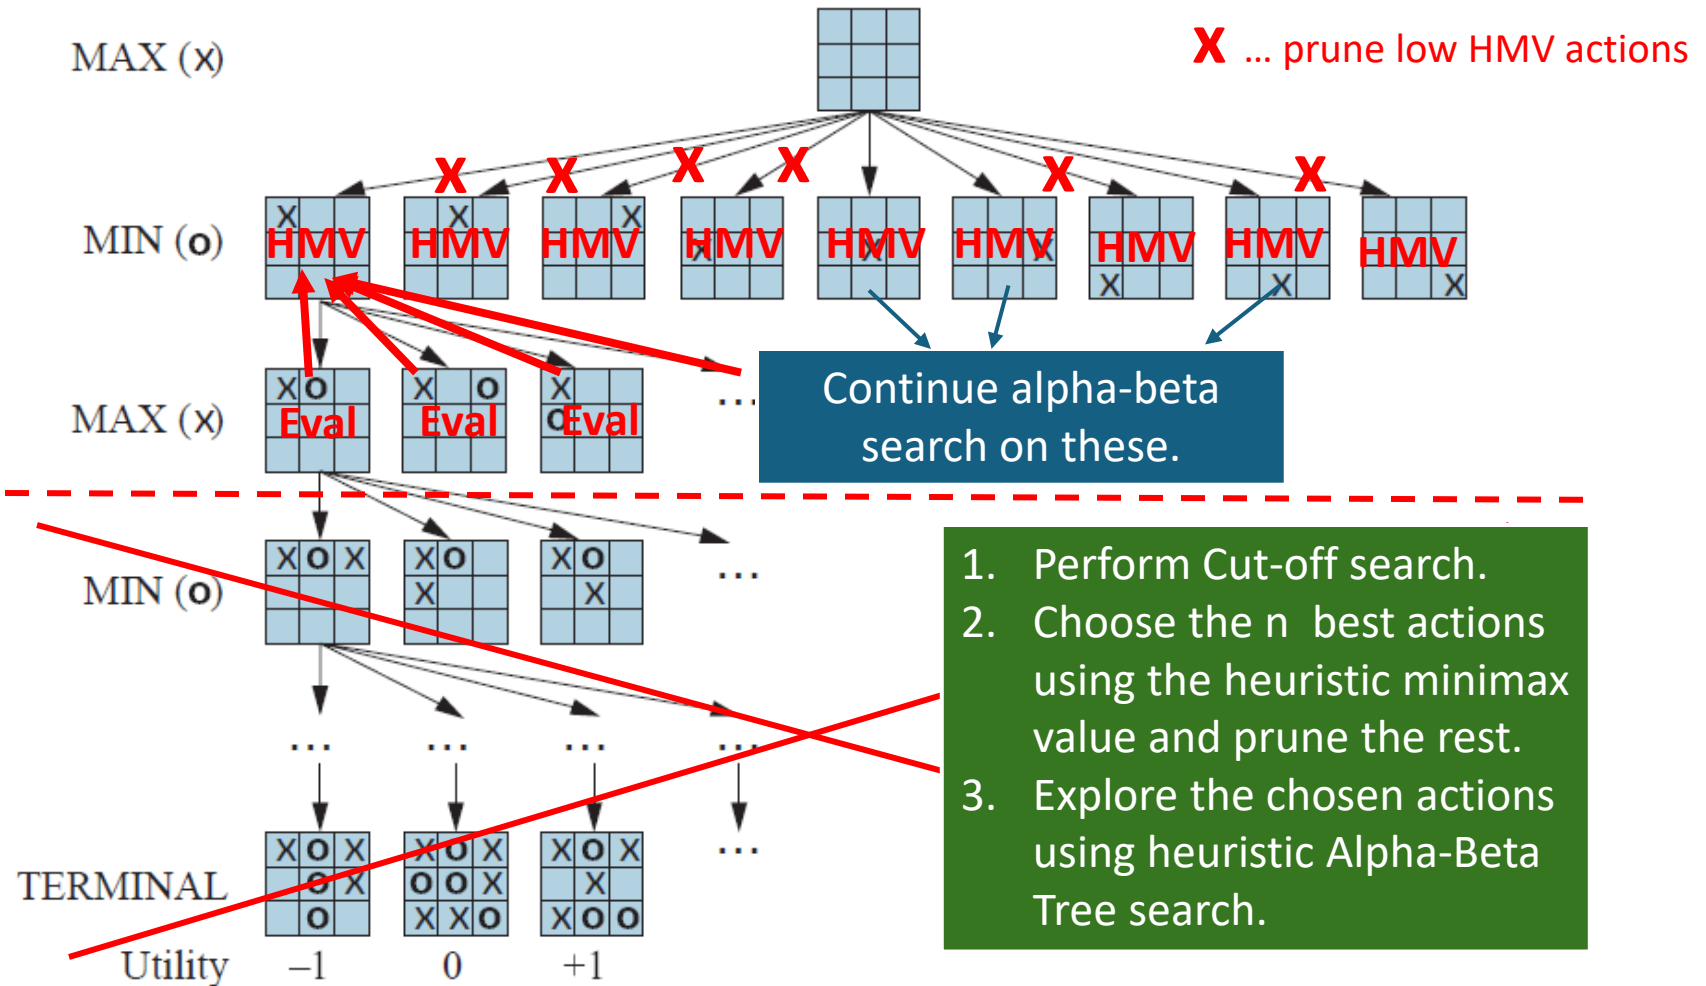 MAX (x)
X ... prune low HMV actions
X X X X X X
MIN (o)
X X X X X X X X X
HMV HMV HMV HMV HMV HMV HMV HMV HMV
MAX (x)
X O X O X
O
Eval Eval Eval
...
Continue alpha-beta
search on these.
MIN (o)
X O X X O X O
X X
...
1. Perform Cut-off search.
2. Choose the n best actions
using the heuristic minimax
value and prune the rest.
3. Explore the chosen actions
using heuristic Alpha-Beta
Tree search.
... ... ... ...
TERMINAL
X O X X O X X O X
O X O O X X
O X X O X O O
...
Utility –1 0 +1